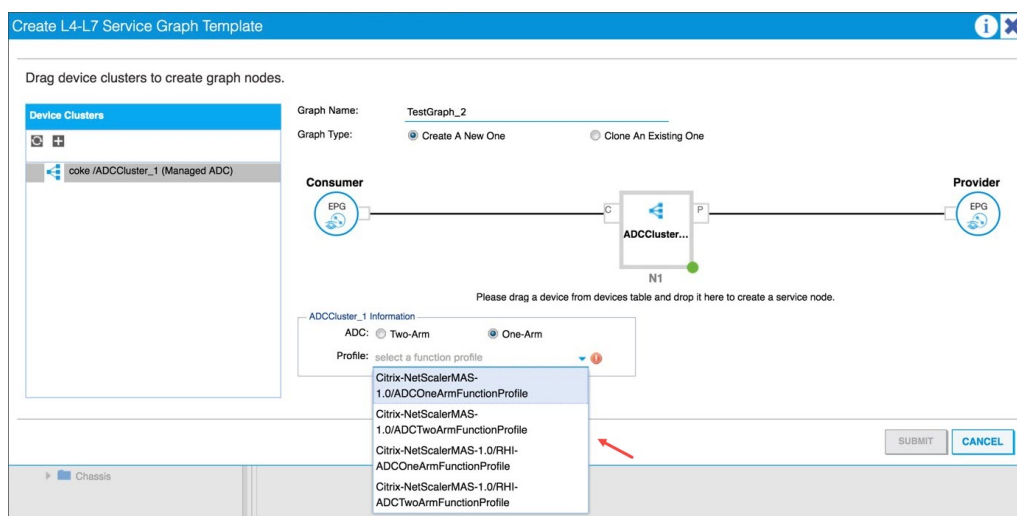 Create L4-L7 Service Graph Template
i
Drag device clusters to create graph nodes.
Device Clusters
coke /ADCCluster_1 (Managed ADC)
Graph Name: TestGraph_2
Graph Type: Create A New One Clone An Existing One
Consumer
Provider
EPG
C
P
EPG
ADCCluster...
N1
Please drag a device from devices table and drop it here to create a service node.
ADCCluster_1 Information
ADC: Two-Arm One-Arm
Profile: select a function profile
Citrix-NetScalerMAS-
1.0/ADCOneArmFunctionProfile
Citrix-NetScalerMAS-
1.0/ADCTwoArmFunctionProfile
Citrix-NetScalerMAS-1.0/RHI-
ADCOneArmFunctionProfile
Citrix-NetScalerMAS-1.0/RHI-
ADCTwoArmFunctionProfile
SUBMIT
CANCEL
Chassis